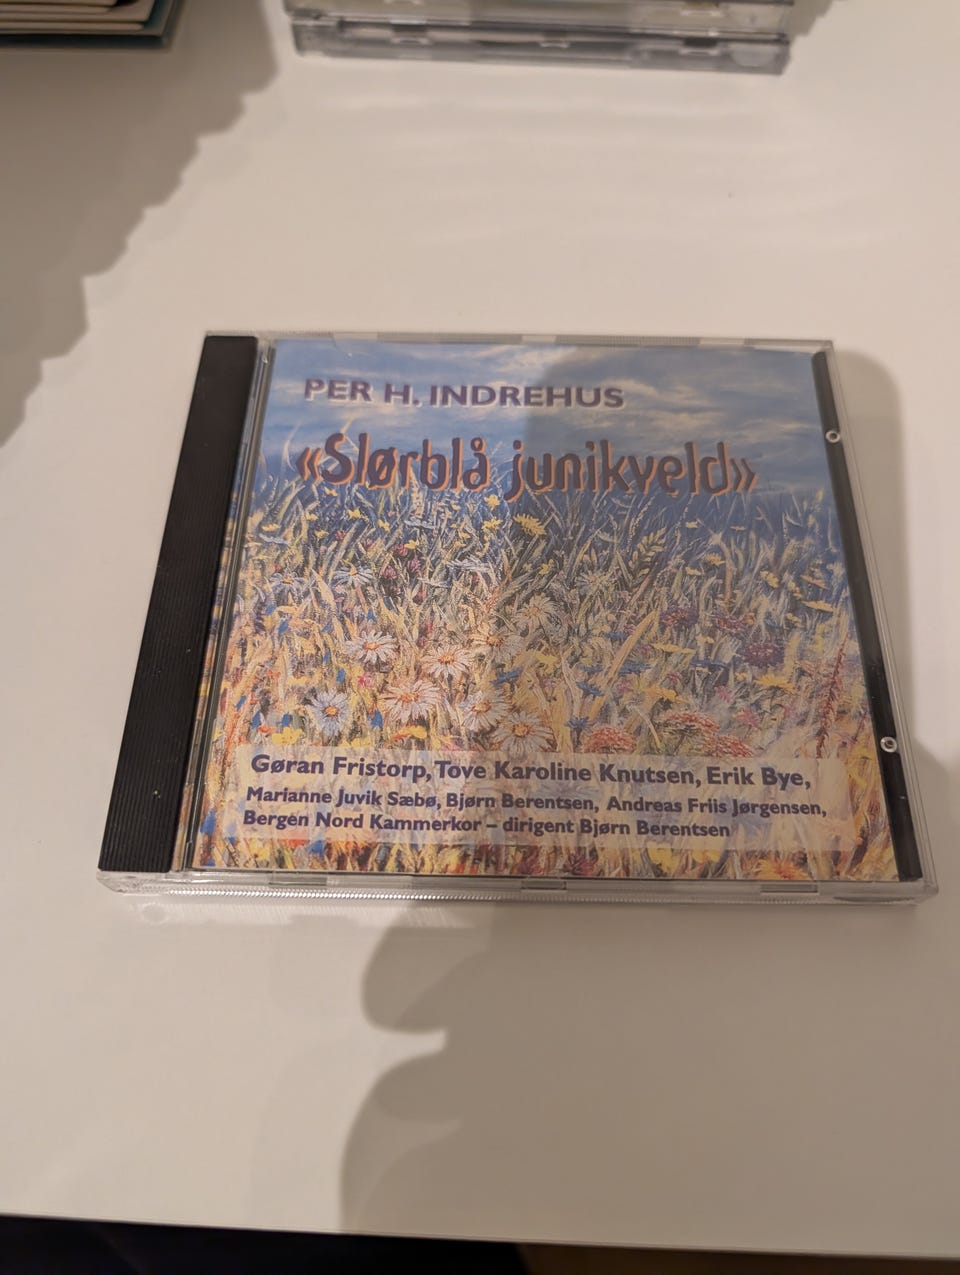 PER H. INDREHUS
«Slørblå junikveld»
Gøran Fristorp, Tove Karoline Knutsen, Erik Bye,
Marianne Juvik Sæbø, Bjørn Berentsen, Andreas Friis Jørgensen,
Bergen Nord Kammerkor – dirigent Bjørn Berentsen